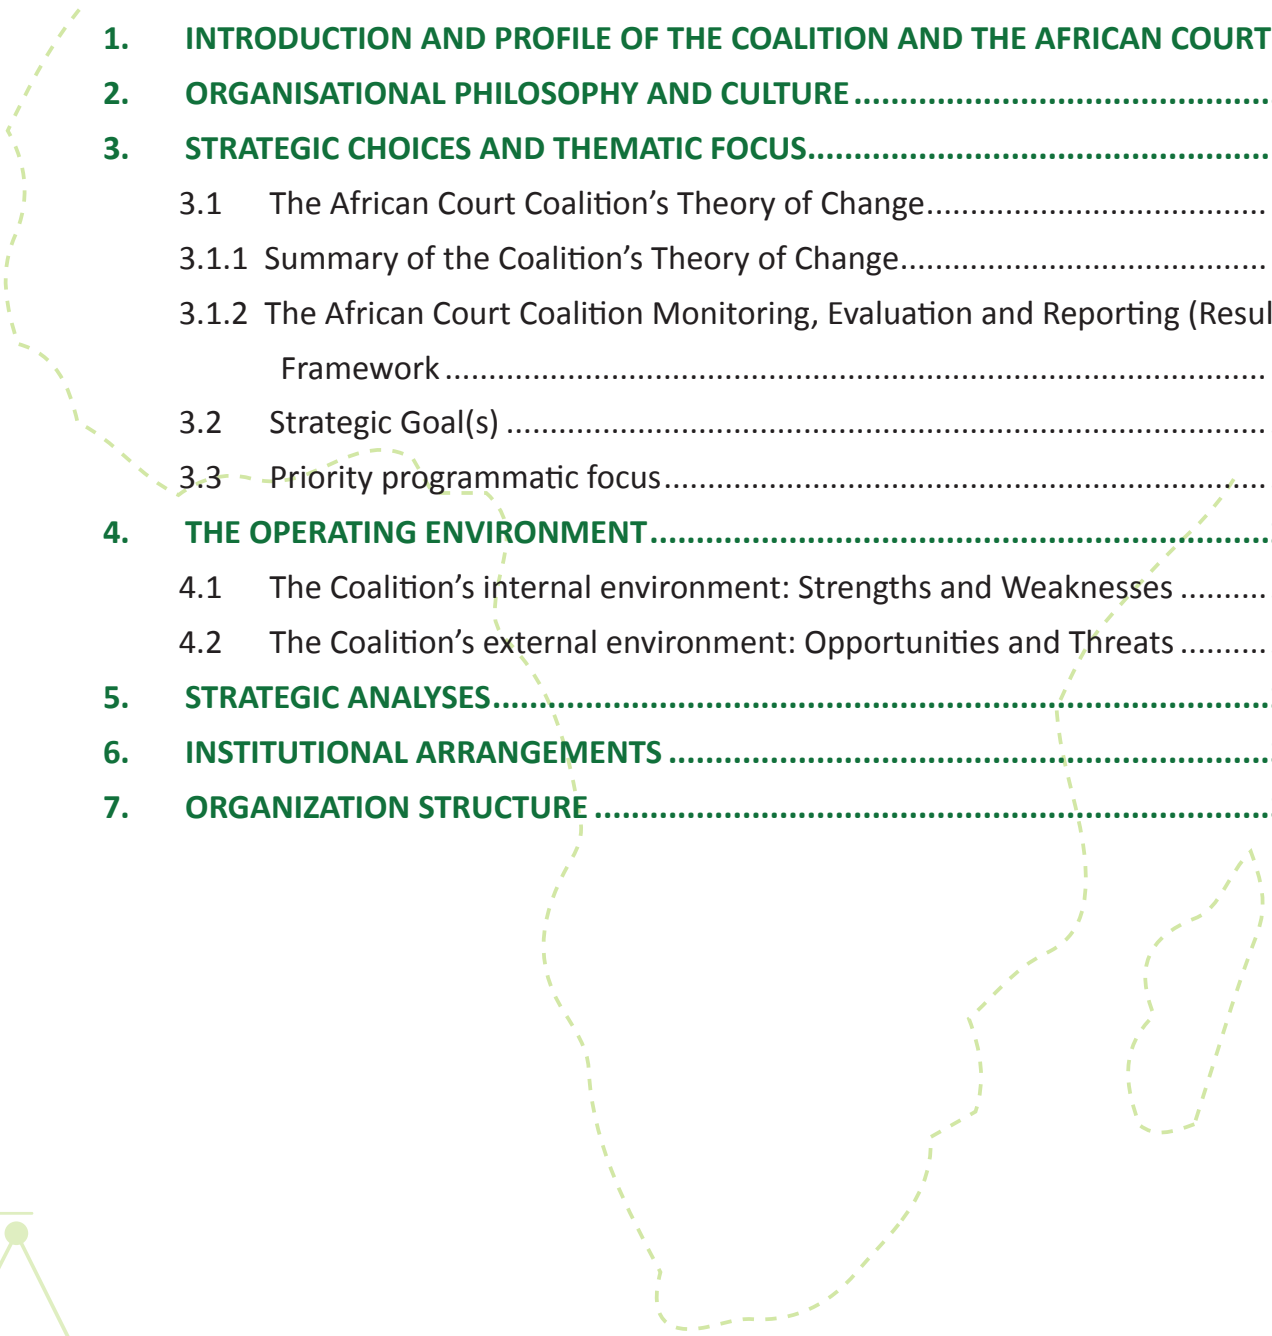 1. INTRODUCTION AND PROFILE OF THE COALITION AND THE AFRICAN COURT
2. ORGANISATIONAL PHILOSOPHY AND CULTURE
3. STRATEGIC CHOICES AND THEMATIC FOCUS
3.1 The African Court Coalition’s Theory of Change
3.1.1 Summary of the Coalition’s Theory of Change
3.1.2 The African Court Coalition Monitoring, Evaluation and Reporting (Resul
Framework
3.2 Strategic Goal(s)
3.3 Priority programmatic focus
4. THE OPERATING ENVIRONMENT
4.1 The Coalition’s internal environment: Strengths and Weaknesses
4.2 The Coalition’s external environment: Opportunities and Threats
5. STRATEGIC ANALYSES
6. INSTITUTIONAL ARRANGEMENTS
7. ORGANIZATION STRUCTURE